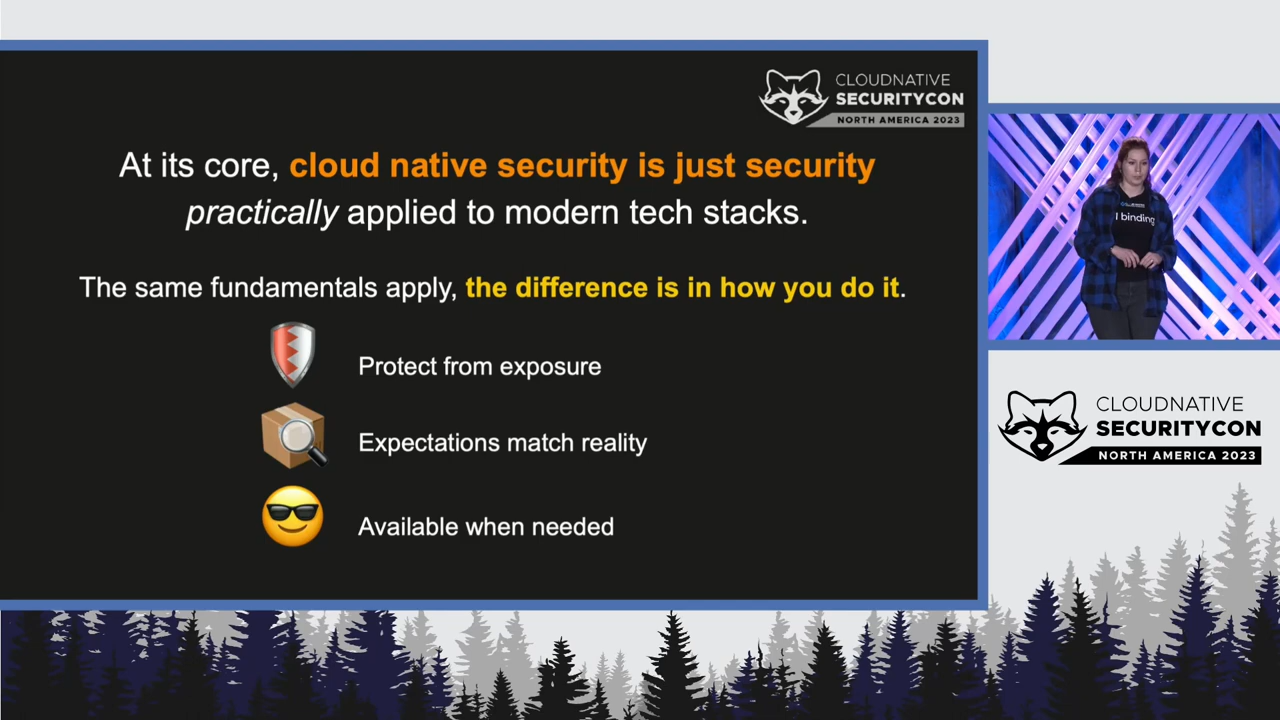 CLOUDNATIVE
SECURITYCON
NORTH AMERICA 2023
At its core, cloud native security is just security
practically applied to modern tech stacks.
The same fundamentals apply, the difference is in how you do it.
Protect from exposure
Expectations match reality
Available when needed
I binding
CLOUDNATIVE
SECURITYCON
NORTH AMERICA 2023